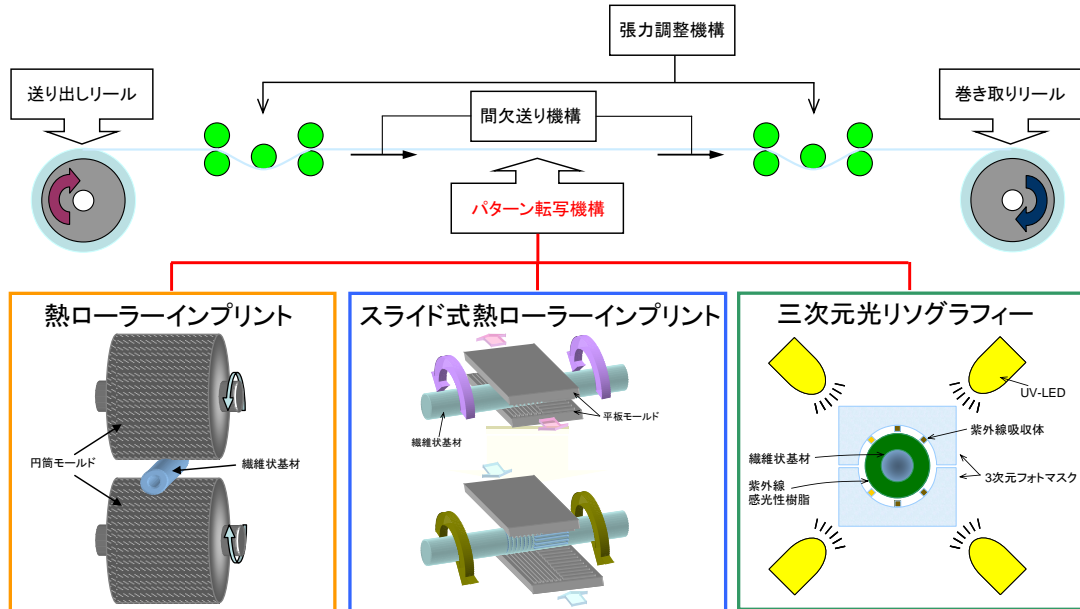 張力調整機構
送り出しリール
間欠送り機構
巻き取りリール
パターン転写機構
熱ローラーインプリント
円筒モールド
繊維状基材
スライド式熱ローラーインプリント
繊維状基材
平板モールド
三次元光リソグラフィー
UV-LED
紫外線吸収体
繊維状基材
3次元フォトマスク
紫外線
感光性樹脂